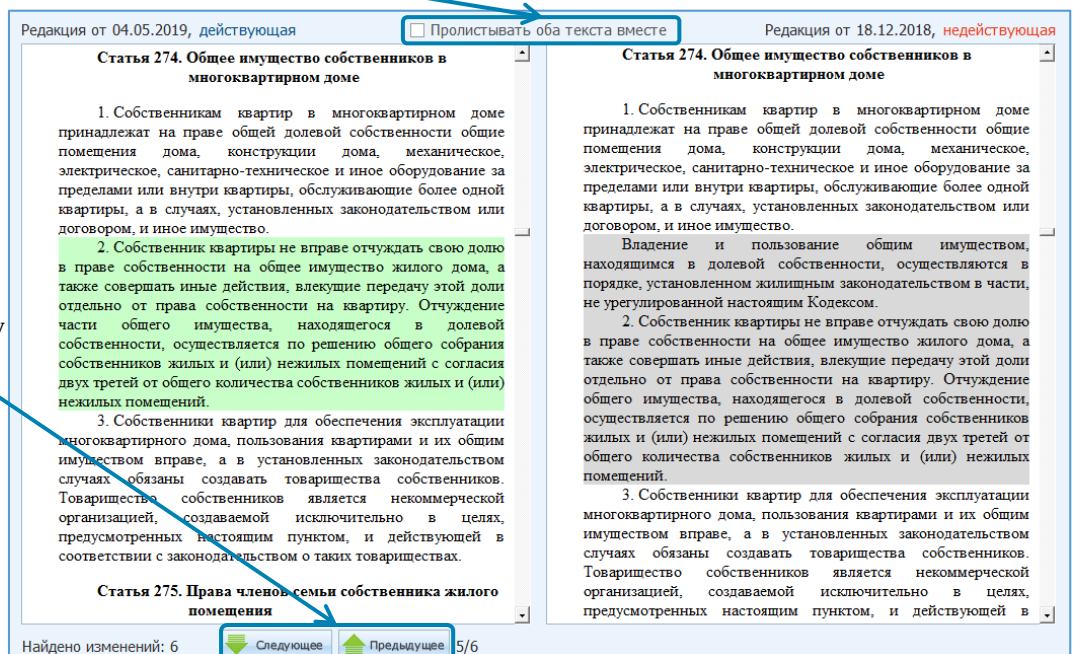 Редакция от 04.05.2019, действующая
Пролистывать оба текста вместе
Редакция от 18.12.2018, недействующая
Статья 274. Общее имущество собственников в
многоквартирном доме
1. Собственникам квартир в многоквартирном доме
принадлежат на праве общей долевой собственности общие
помещения дома, конструкции дома, механическое,
электрическое, санитарно-техническое и иное оборудование за
пределами или внутри квартиры, обслуживающие более одной
квартиры, а в случаях, установленных законодательством или
договором, и иное имущество.
2. Собственник квартиры не вправе отчуждать свою долю
в праве собственности на общее имущество жилого дома, а
также совершать иные действия, влекущие передачу этой доли
отдельно от права собственности на квартиру. Отчуждение
части общего имущества, находящегося в долевой
собственности, осуществляется по решению общего собрания
собственников жилых и (или) нежилых помещений с согласия
двух третей от общего количества собственников жилых и (или)
нежилых помещений.
3. Собственники квартир для обеспечения эксплуатации
многоквартирного дома, пользования квартирами и их общим
имуществом вправе, а в установленных законодательством
случаях обязаны создавать товарищества собственников.
Товарищество собственников является некоммерческой
организацией, создаваемой исключительно в целях,
предусмотренных настоящим пунктом, и действующей в
соответствии с законодательством о таких товариществах.
Статья 275. Права членов семьи собственника жилого
помещения
Статья 274. Общее имущество собственников в
многоквартирном доме
1. Собственникам квартир в многоквартирном доме
принадлежат на праве общей долевой собственности общие
помещения дома, конструкции дома, механическое,
электрическое, санитарно-техническое и иное оборудование за
пределами или внутри квартиры, обслуживающие более одной
квартиры, а в случаях, установленных законодательством или
договором, и иное имущество.
Владение и пользование общим имуществом,
находящимся в долевой собственности, осуществляются в
порядке, установленном жилищным законодательством в части,
не урегулированной настоящим Кодексом.
2. Собственник квартиры не вправе отчуждать свою долю
в праве собственности на общее имущество жилого дома, а
также совершать иные действия, влекущие передачу этой доли
отдельно от права собственности на квартиру. Отчуждение
общего имущества, находящегося в долевой собственности,
осуществляется по решению общего собрания собственников
жилых и (или) нежилых помещений с согласия двух третей от
общего количества собственников жилых и (или) нежилых
помещений.
3. Собственники квартир для обеспечения эксплуатации
многоквартирного дома, пользования квартирами и их общим
имуществом вправе, а в установленных законодательством
случаях обязаны создавать товарищества собственников.
Товарищество собственников является некоммерческой
организацией, создаваемой исключительно в целях,
предусмотренных настоящим пунктом, и действующей в
Найдено изменений: 6
Следующее
Предыдущее
5/6